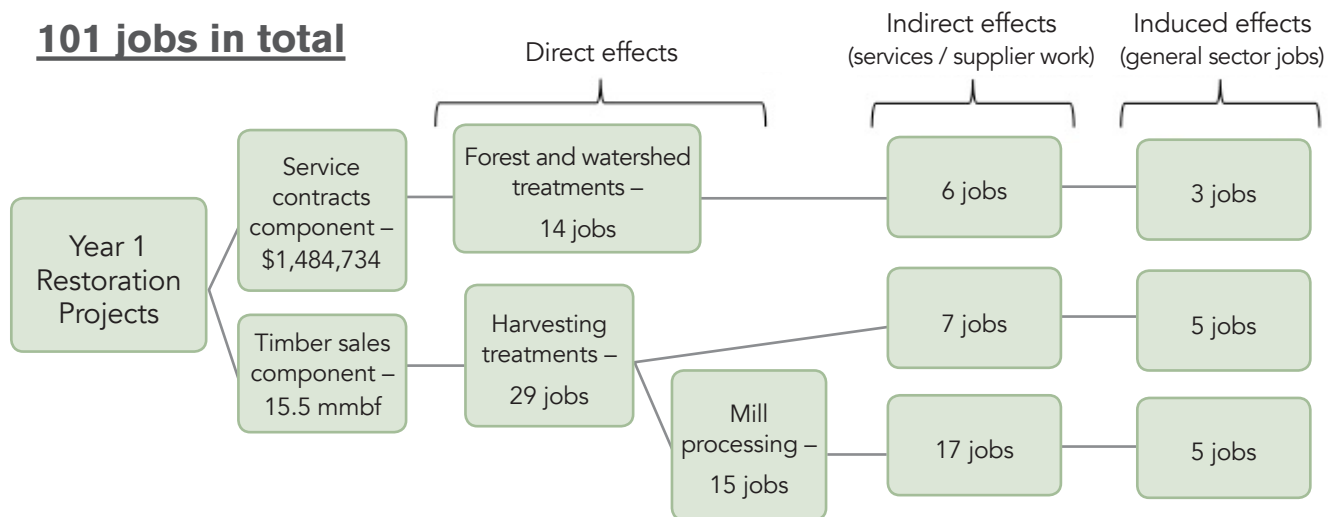 101 jobs in total
Direct effects
Indirect effects
(services / supplier work)
Induced effects
(general sector jobs)
Year 1
Restoration
Projects
Service
contracts
component –
$1,484,734
Forest and watershed
treatments –
14 jobs
6 jobs
3 jobs
Timber sales
component –
15.5 mmbf
Harvesting
treatments –
29 jobs
7 jobs
5 jobs
Mill
processing –
15 jobs
17 jobs
5 jobs